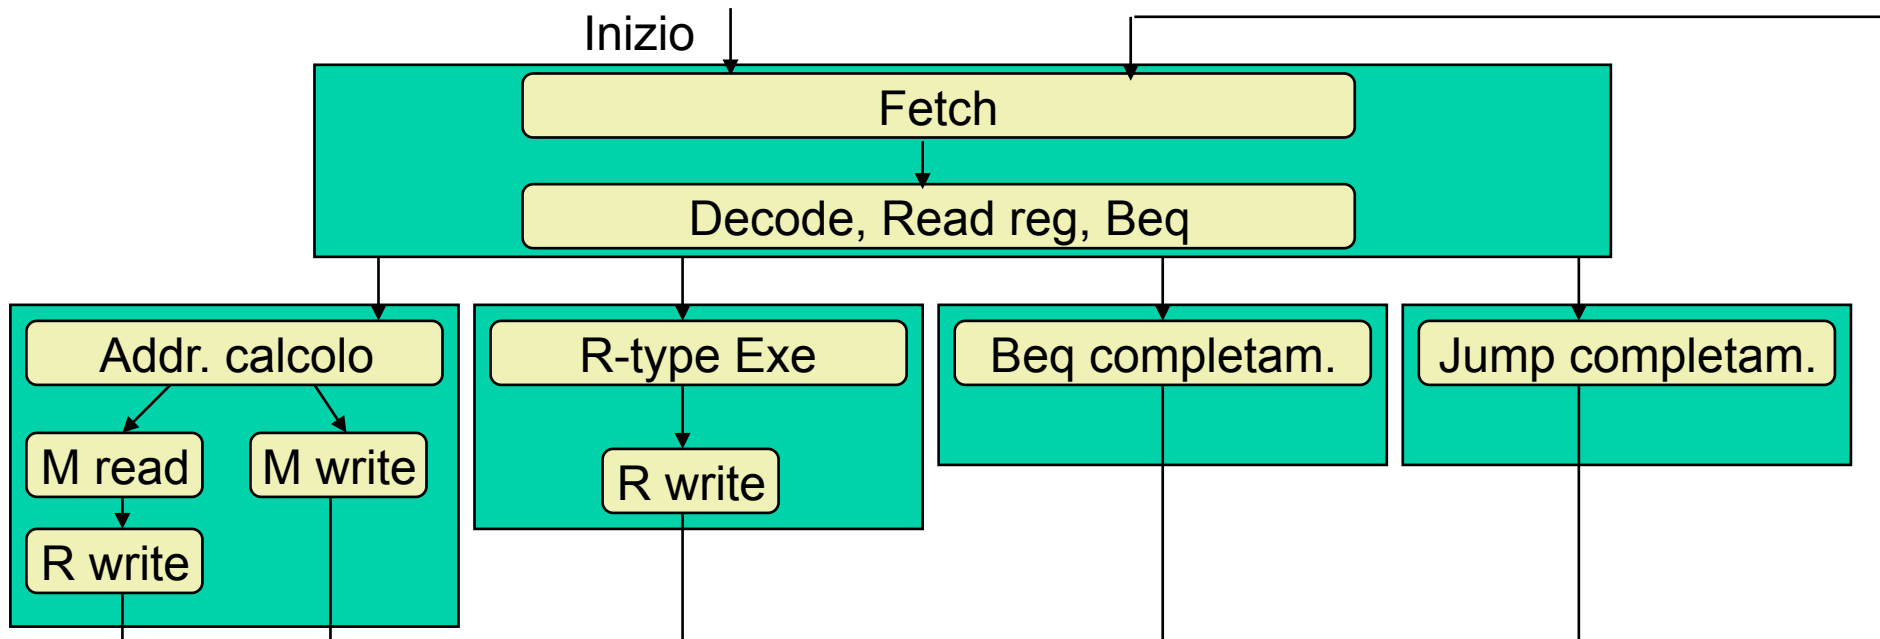 Inizio
Fetch
Decode, Read reg, Beq
Addr. calcolo
R-type Exe
Beq completam.
Jump completam.
M read
M write
R write
R write